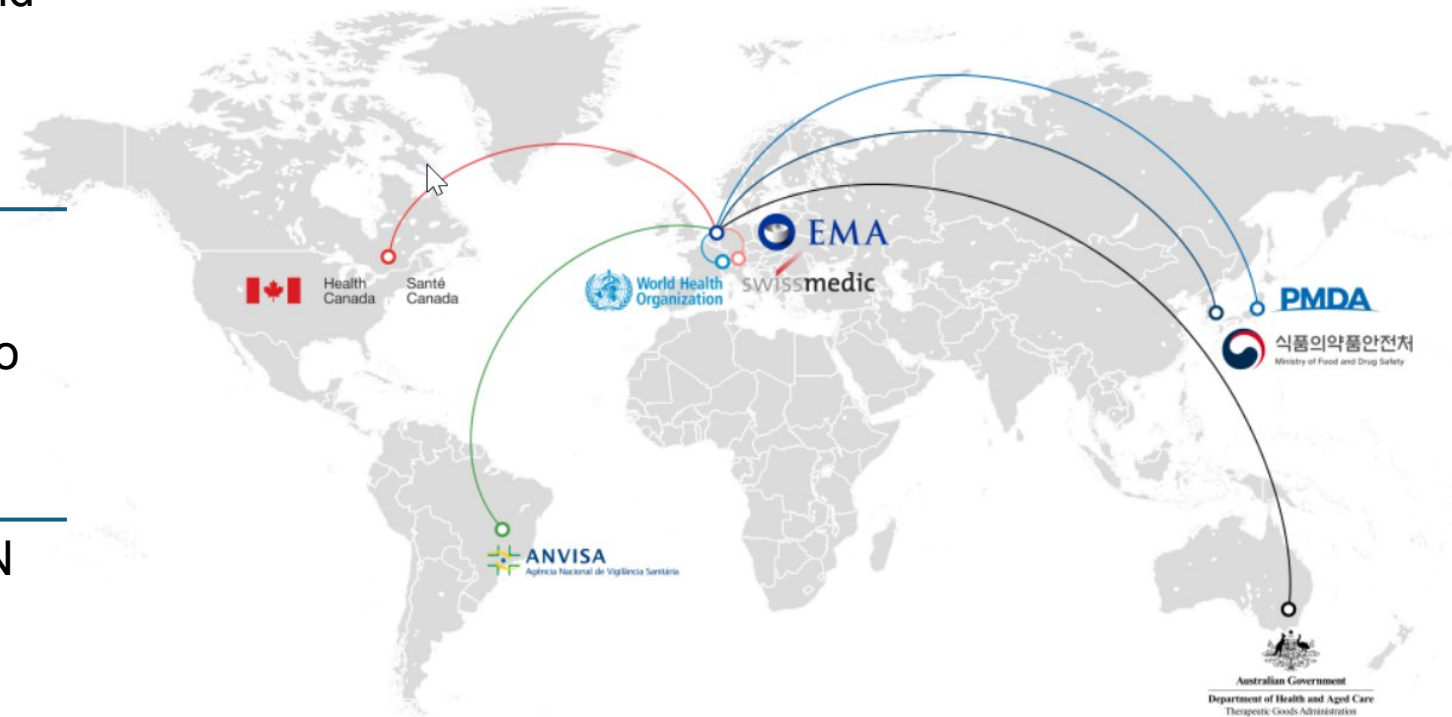 nd
EMA
Health
Canada
Santé
Canada
World Health
Organization
swissmedic
PMDA
식품의약품안전처
Ministry of Food and Drug Safety
o
N
ANVISA
Agência Nacional de Vigilância Sanitária
Australian Government
Department of Health and Aged Care
Therapeutic Goods Administration